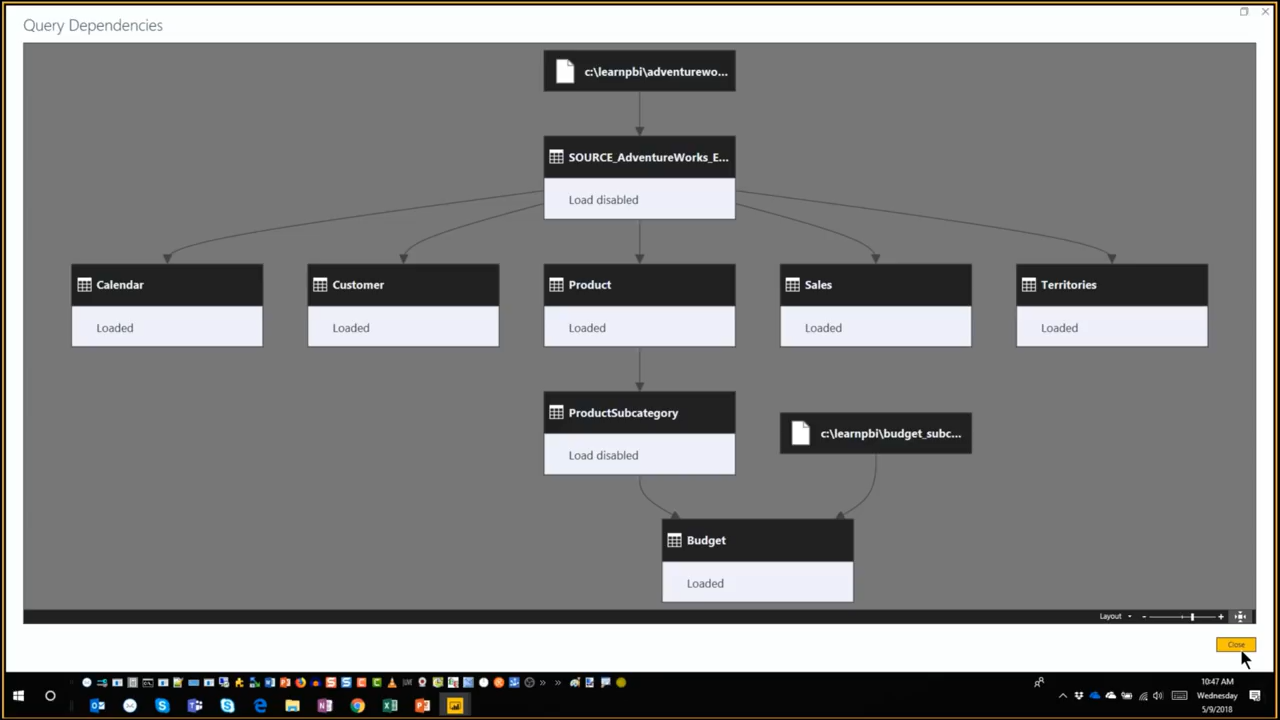 Query Dependencies
c:\learnpbi\adventurewo...
SOURCE_AdventureWorks_E...
Load disabled
Calendar
Loaded
Customer
Loaded
Product
Loaded
Sales
Loaded
Territories
Loaded
ProductSubcategory
Load disabled
c:\learnpbi\budget_subc...
Budget
Loaded
Layout
Close
10:47 AM
Wednesday
5/9/2018